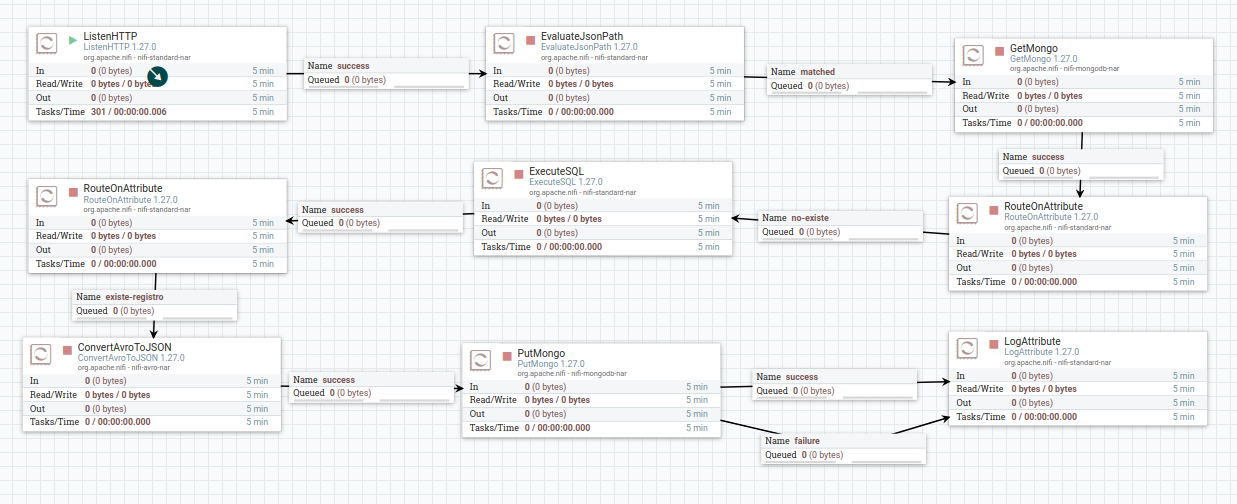 ListenHTTP
ListenHTTP 1.27.0
org.apache.nifi - nifi-standard-nar
In 0 (0 bytes) 5 min
Read/Write 0 bytes / 0 bytes 5 min
Out 0 (0 bytes) 5 min
Tasks/Time 301 / 00:00:00.006 5 min
Name success
Queued 0 (0 bytes)
EvaluateJsonPath
EvaluateJsonPath 1.27.0
org.apache.nifi - nifi-standard-nar
In 0 (0 bytes) 5 min
Read/Write 0 bytes / 0 bytes 5 min
Out 0 (0 bytes) 5 min
Tasks/Time 0 / 00:00:00.000 5 min
Name matched
Queued 0 (0 bytes)
GetMongo
GetMongo 1.27.0
org.apache.nifi - nifi-mongodb-nar
In 0 (0 bytes) 5 min
Read/Write 0 bytes / 0 bytes 5 min
Out 0 (0 bytes) 5 min
Tasks/Time 0 / 00:00:00.000 5 min
Name success
Queued 0 (0 bytes)
RouteOnAttribute
RouteOnAttribute 1.27.0
org.apache.nifi - nifi-standard-nar
In 0 (0 bytes) 5 min
Read/Write 0 bytes / 0 bytes 5 min
Out 0 (0 bytes) 5 min
Tasks/Time 0 / 00:00:00.000 5 min
Name no-existe
Queued 0 (0 bytes)
ExecuteSQL
ExecuteSQL 1.27.0
org.apache.nifi - nifi-standard-nar
In 0 (0 bytes) 5 min
Read/Write 0 bytes / 0 bytes 5 min
Out 0 (0 bytes) 5 min
Tasks/Time 0 / 00:00:00.000 5 min
Name success
Queued 0 (0 bytes)
RouteOnAttribute
RouteOnAttribute 1.27.0
org.apache.nifi - nifi-standard-nar
In 0 (0 bytes) 5 min
Read/Write 0 bytes / 0 bytes 5 min
Out 0 (0 bytes) 5 min
Tasks/Time 0 / 00:00:00.000 5 min
Name existe-registro
Queued 0 (0 bytes)
ConvertAvroToJSON
ConvertAvroToJSON 1.27.0
org.apache.nifi - nifi-avro-nar
In 0 (0 bytes) 5 min
Read/Write 0 bytes / 0 bytes 5 min
Out 0 (0 bytes) 5 min
Tasks/Time 0 / 00:00:00.000 5 min
Name success
Queued 0 (0 bytes)
PutMongo
PutMongo 1.27.0
org.apache.nifi - nifi-mongodb-nar
In 0 (0 bytes) 5 min
Read/Write 0 bytes / 0 bytes 5 min
Out 0 (0 bytes) 5 min
Tasks/Time 0 / 00:00:00.000 5 min
Name success
Queued 0 (0 bytes)
Name failure
Queued 0 (0 bytes)
LogAttribute
LogAttribute 1.27.0
org.apache.nifi - nifi-standard-nar
In 0 (0 bytes) 5 min
Read/Write 0 bytes / 0 bytes 5 min
Out 0 (0 bytes) 5 min
Tasks/Time 0 / 00:00:00.000 5 min